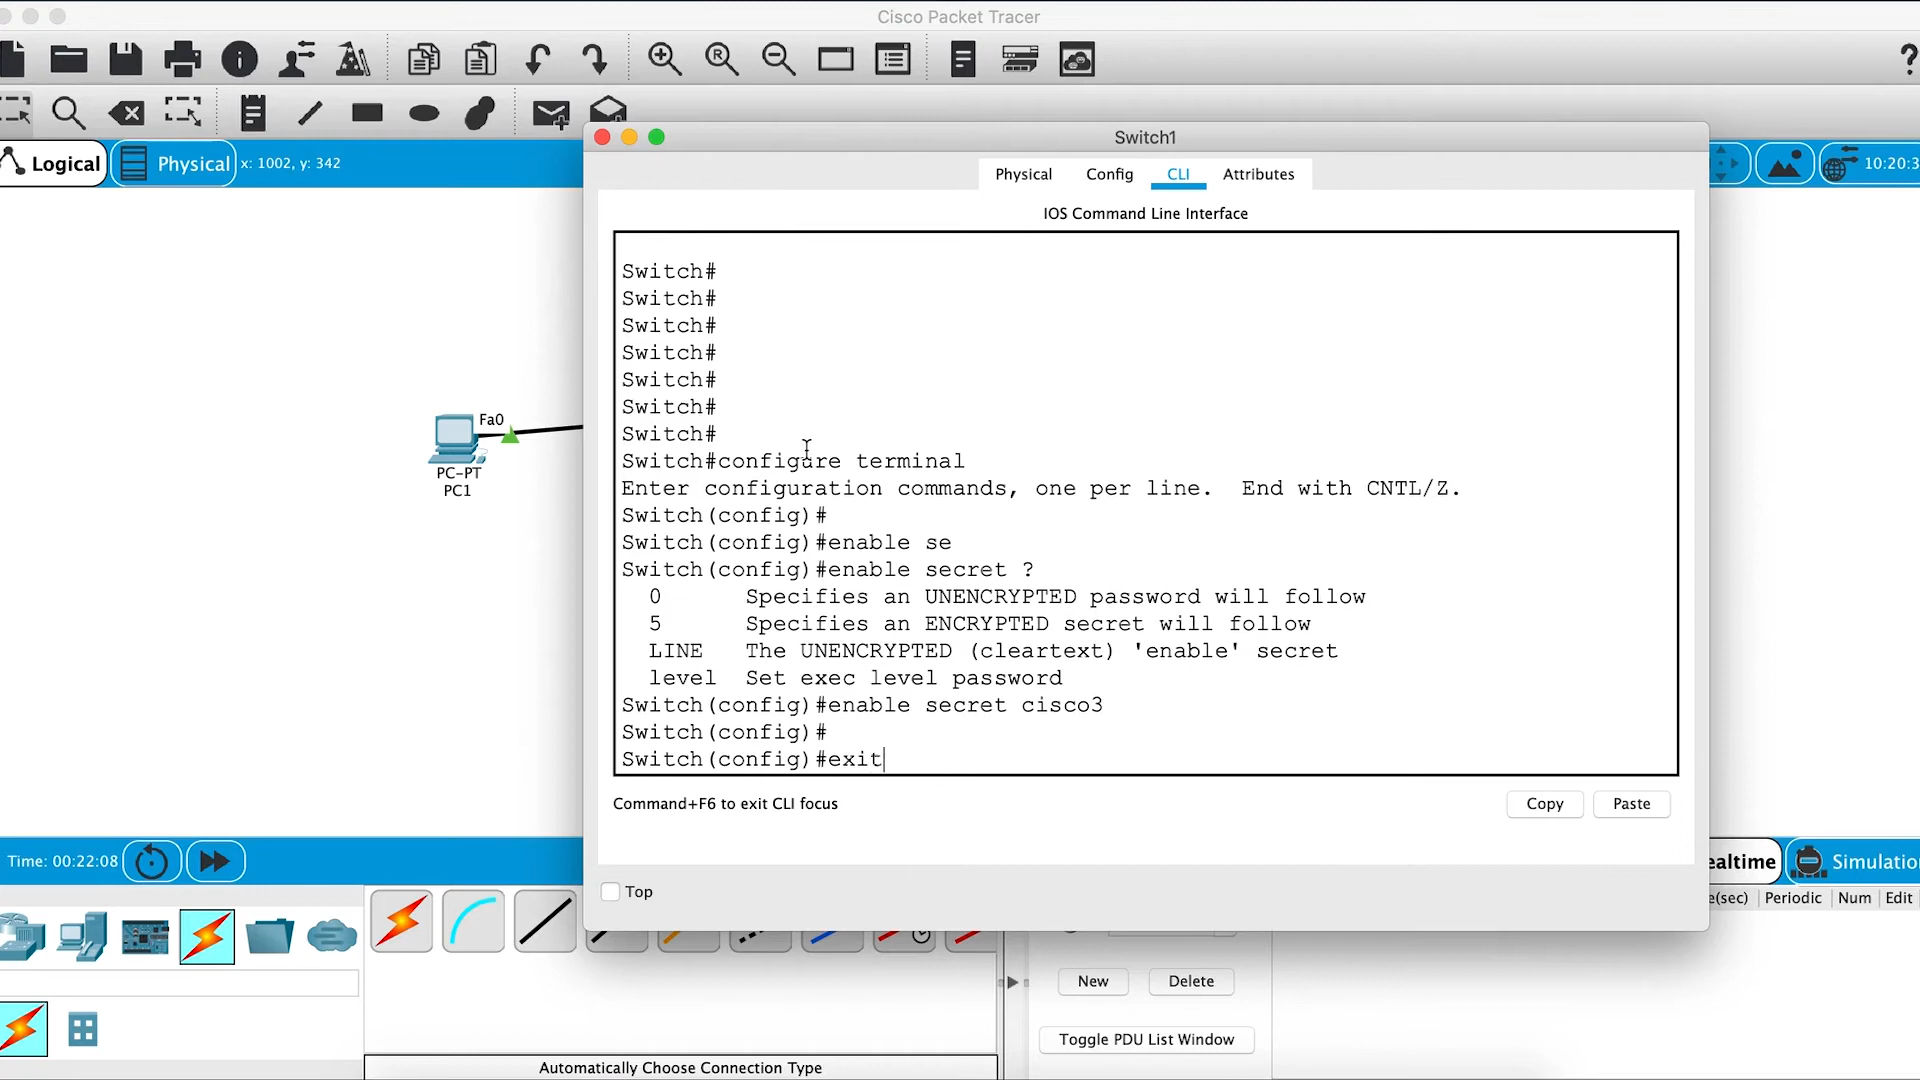 Cisco Packet Tracer
Logical
Physical
x: 1002, y: 342
10:20:3
Switch1
Physical
Config
CLI
Attributes
IOS Command Line Interface
Switch#
Switch#
Switch#
Switch#
Switch#
Switch#
Switch#
Switch#configure terminal
Enter configuration commands, one per line.  End with CNTL/Z.
Switch(config)#
Switch(config)#enable se
Switch(config)#enable secret ?
0 Specifies an UNENCRYPTED password will follow
5 Specifies an ENCRYPTED secret will follow
LINE The UNENCRYPTED (cleartext) 'enable' secret
level Set exec level password
Switch(config)#enable secret cisco3
Switch(config)#
Switch(config)#exit
Fa0
PC-PT
PC1
Command+F6 to exit CLI focus
Copy
Paste
Top
Time: 00:22:08
ealtime
Simulatio
e(sec)
Periodic
Num
Edit
New
Delete
Toggle PDU List Window
Automatically Choose Connection Type